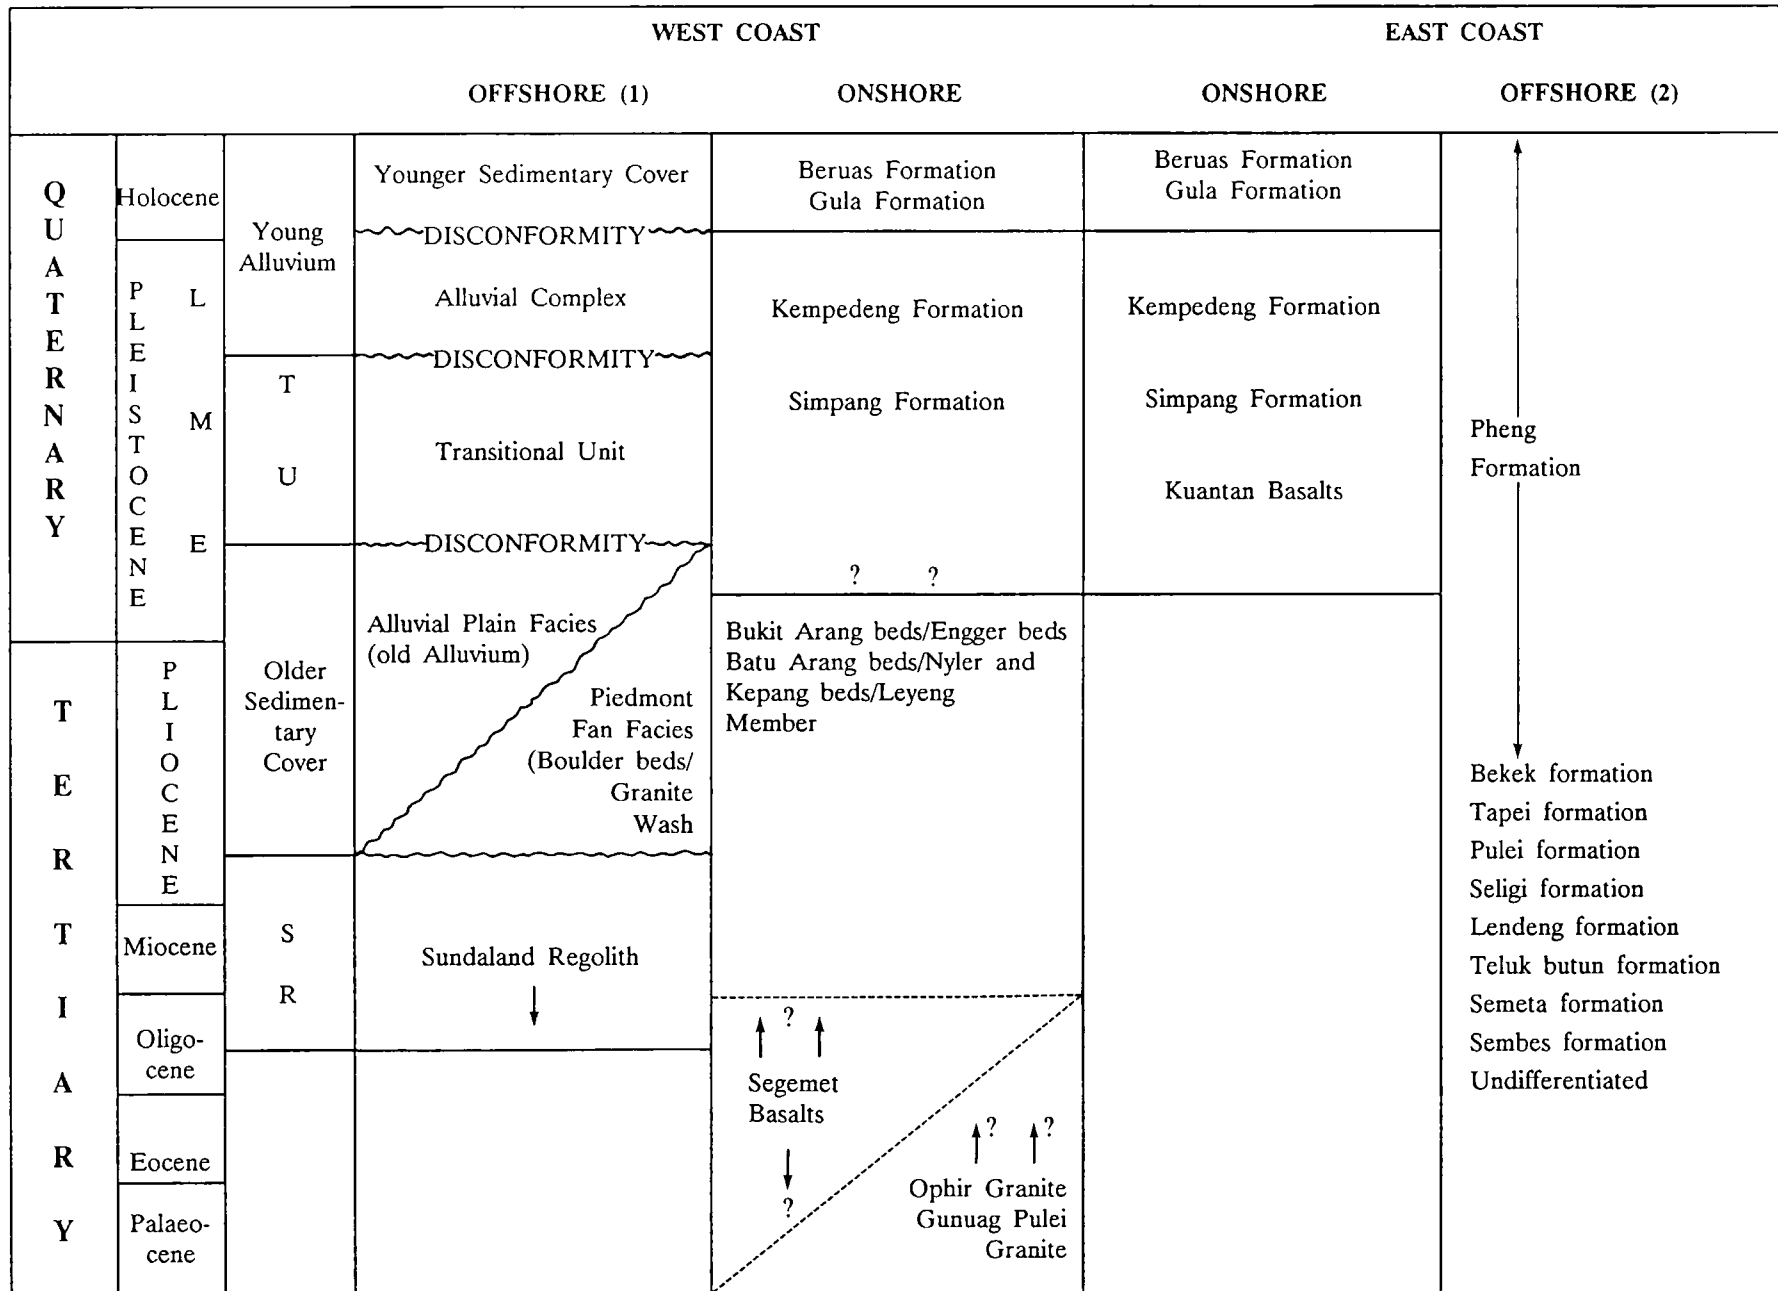 WEST COAST
EAST COAST
OFFSHORE (1)
ONSHORE
ONSHORE
OFFSHORE (2)
QUATERNARY
Holocene
PLEISTOCENE
L
M
E
Young
Alluvium
T
U
Younger Sedimentary Cover
DISCONFORMITY
Alluvial Complex
DISCONFORMITY
Transitional Unit
DISCONFORMITY
Beruas Formation
Gula Formation
Kempedeng Formation
Simpang Formation
? ?
Beruas Formation
Gula Formation
Kempedeng Formation
Simpang Formation
Kuantan Basalts
Pheng
Formation
TERTIARY
PLIOCENE
Miocene
Oligo-
cene
Eocene
Palaeo-
cene
Older
Sedimen-
tary
Cover
S
R
Alluvial Plain Facies
(old Alluvium)
Piedmont
Fan Facies
(Boulder beds/
Granite
Wash
Sundaland Regolith
Bukit Arang beds/Engger beds
Batu Arang beds/Nyler and
Kepang beds/Leyeng
Member
?
Segemet
Basalts
?
? ?
Ophir Granite
Gunuag Pulei
Granite
Bekek formation
Tapei formation
Pulei formation
Seligi formation
Lendeng formation
Teluk butun formation
Semeta formation
Sembes formation
Undifferentiated